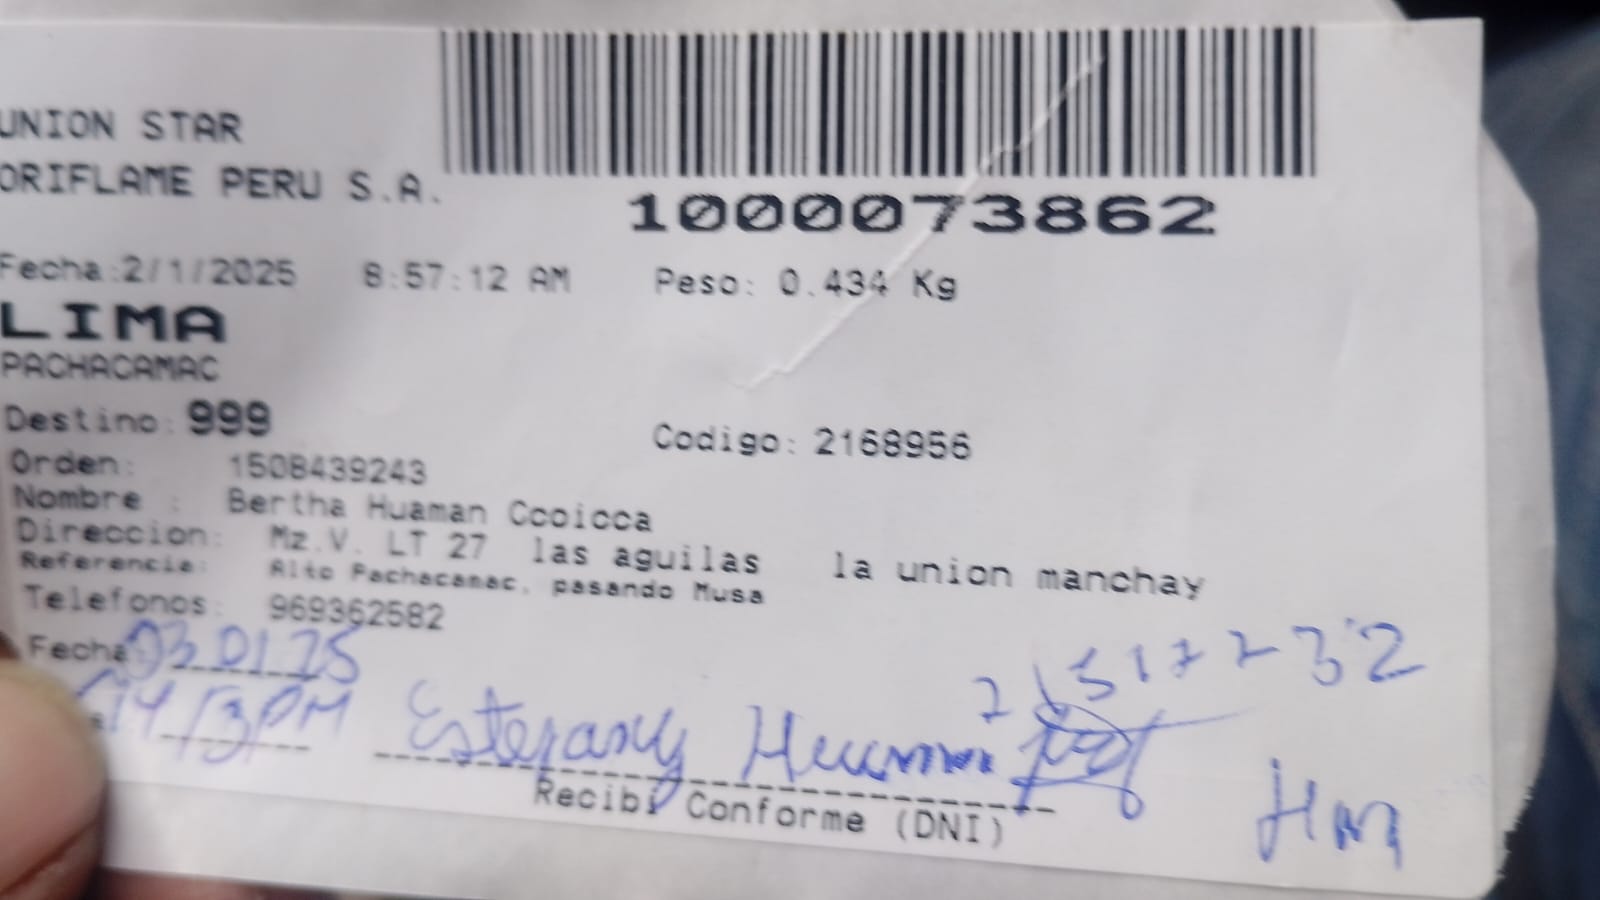 UNION STAR
ORIFLAME PERU S.A.
1000073862
Fecha:2/1/2025 8:57:12 AM Peso: 0.434 Kg
LIMA
PACHACAMAC
Destino: 999 Codigo: 2168956
Orden: 1508439243
Nombre : Bertha Huaman Ccoicca
Direccion: Mz.V. LT 27 las aguilas la union manchay
Referencia: Alto Pachacamac, pasando Musa
Telefonos: 969362582
Fecha: 03 01 25
Huaman
Recibi Conforme (DNI)